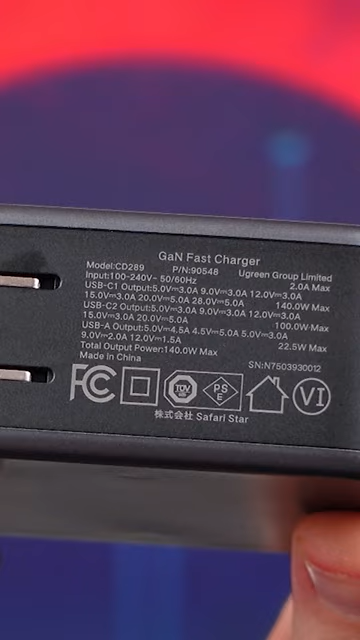 GaN Fast Charger
Model:CD289 P/N:90548 Ugreen Group Limited
Input:100-240V~ 50/60Hz 2.0A Max
USB-C1 Output:5.0V⎓3.0A 9.0V⎓3.0A 12.0V⎓3.0A
15.0V⎓3.0A 20.0V⎓5.0A 28.0V⎓5.0A 140.0W Max
USB-C2 Output:5.0V⎓3.0A 9.0V⎓3.0A 12.0V⎓3.0A
15.0V⎓3.0A 20.0V⎓5.0A 100.0W Max
USB-A Output:5.0V⎓4.5A 4.5V⎓5.0A 5.0V⎓3.0A
9.0V⎓2.0A 12.0V⎓1.5A 22.5W Max
Total Output Power:140.0W Max
Made in China SN:N7503930012
FC TÜV PS E VI
株式会社 Safari Star